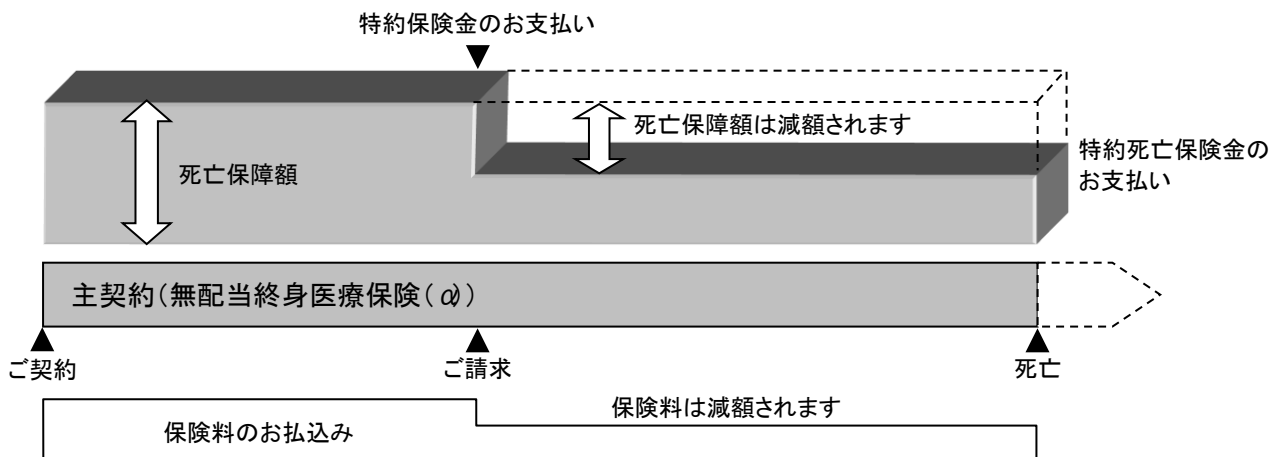 特約保険金のお支払い
死亡保障額は減額されます
死亡保障額
特約死亡保険金の
お支払い
主契約(無配当終身医療保険(α))
ご契約
ご請求
死亡
保険料は減額されます
保険料のお払込み